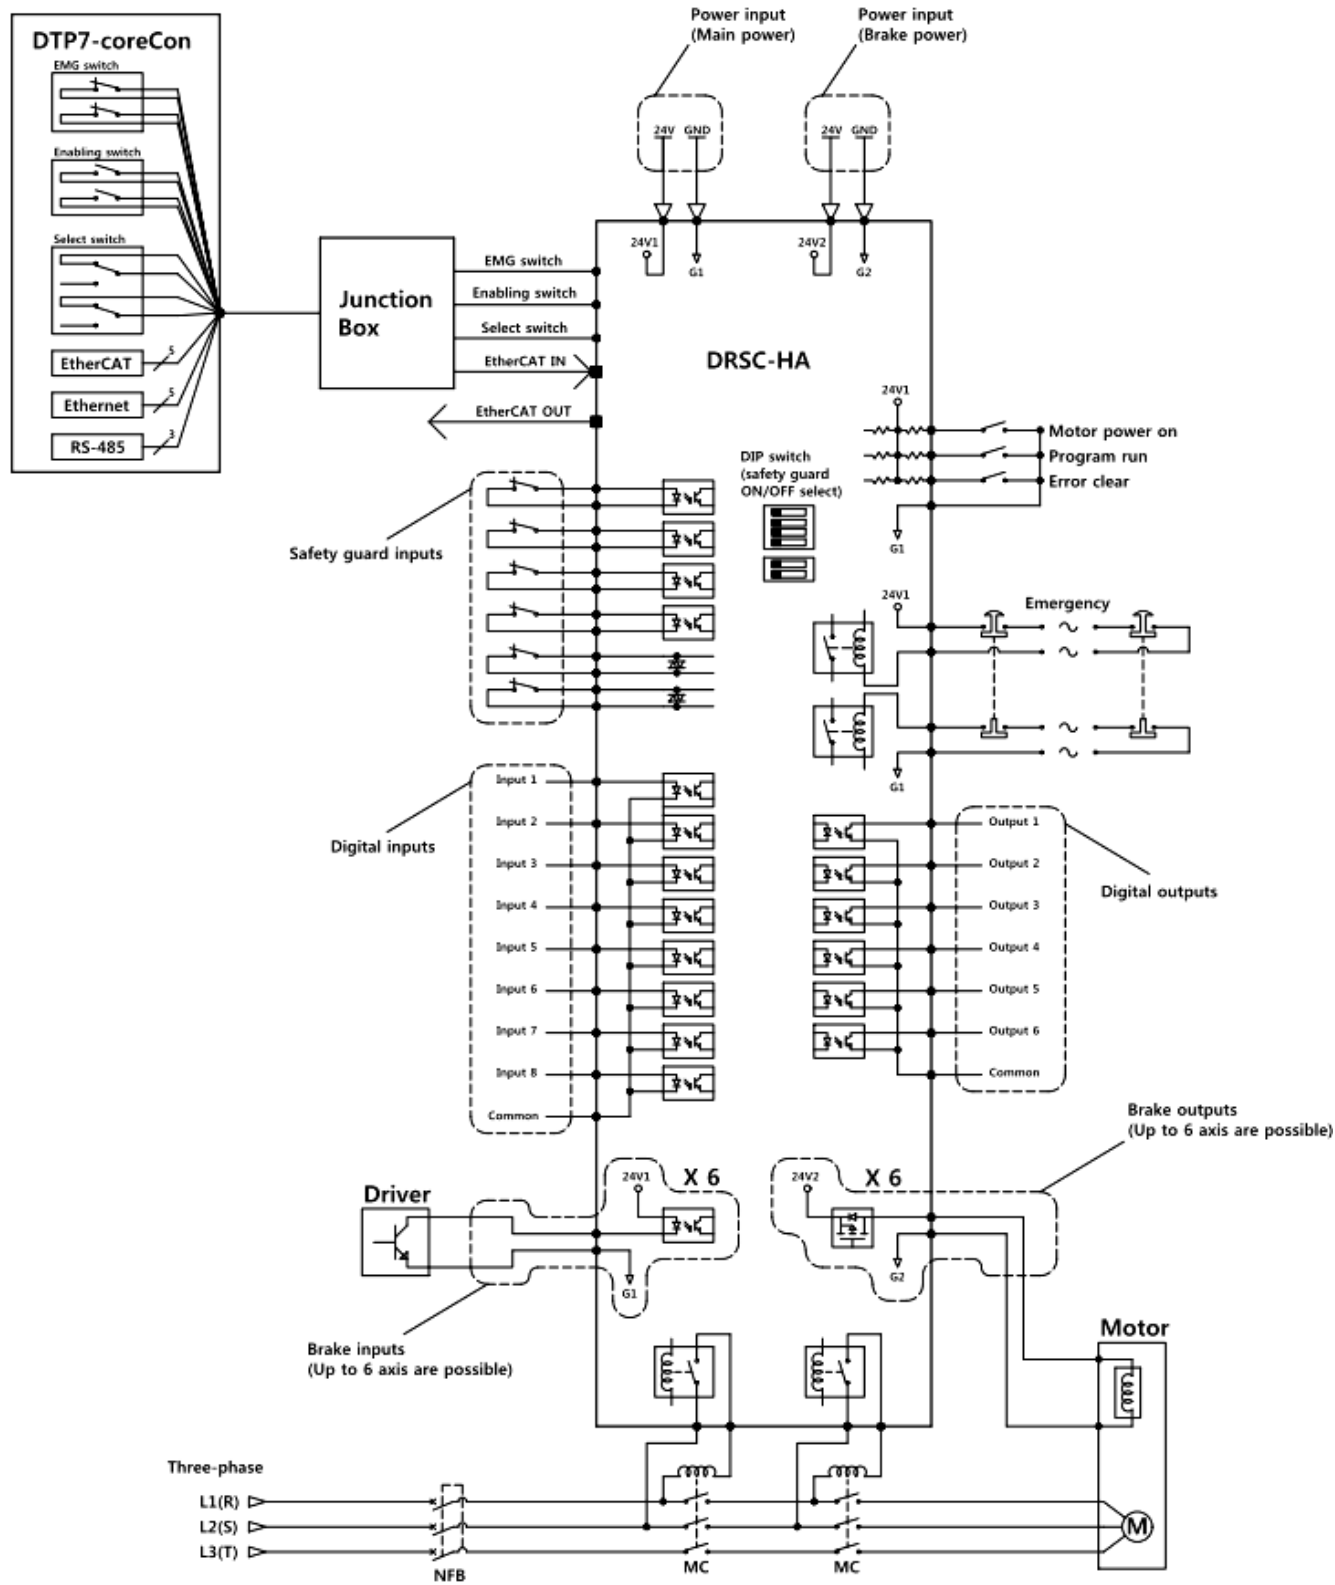 Power input
(Main power)
Power input
(Brake power)
DTP7-coreCon
EMG switch
Enabling switch
Select switch
EtherCAT
5
Ethernet
5
RS-485
3
Junction
Box
EMG switch
Enabling switch
Select switch
EtherCAT IN
EtherCAT OUT
24V GND
24V GND
24V1
G1
24V2
G2
DRSC-HA
24V1
Motor power on
Program run
Error clear
G1
DIP switch
(safety guard
ON/OFF select)
Safety guard inputs
24V1
Emergency
G1
Digital inputs
Input 1
Input 2
Input 3
Input 4
Input 5
Input 6
Input 7
Input 8
Common
Output 1
Output 2
Output 3
Output 4
Output 5
Output 6
Common
Digital outputs
Brake outputs
(Up to 6 axis are possible)
Driver
24V1
X 6
G1
24V2
X 6
G2
Brake inputs
(Up to 6 axis are possible)
Motor
M
Three-phase
L1(R)
L2(S)
L3(T)
NFB
MC
MC